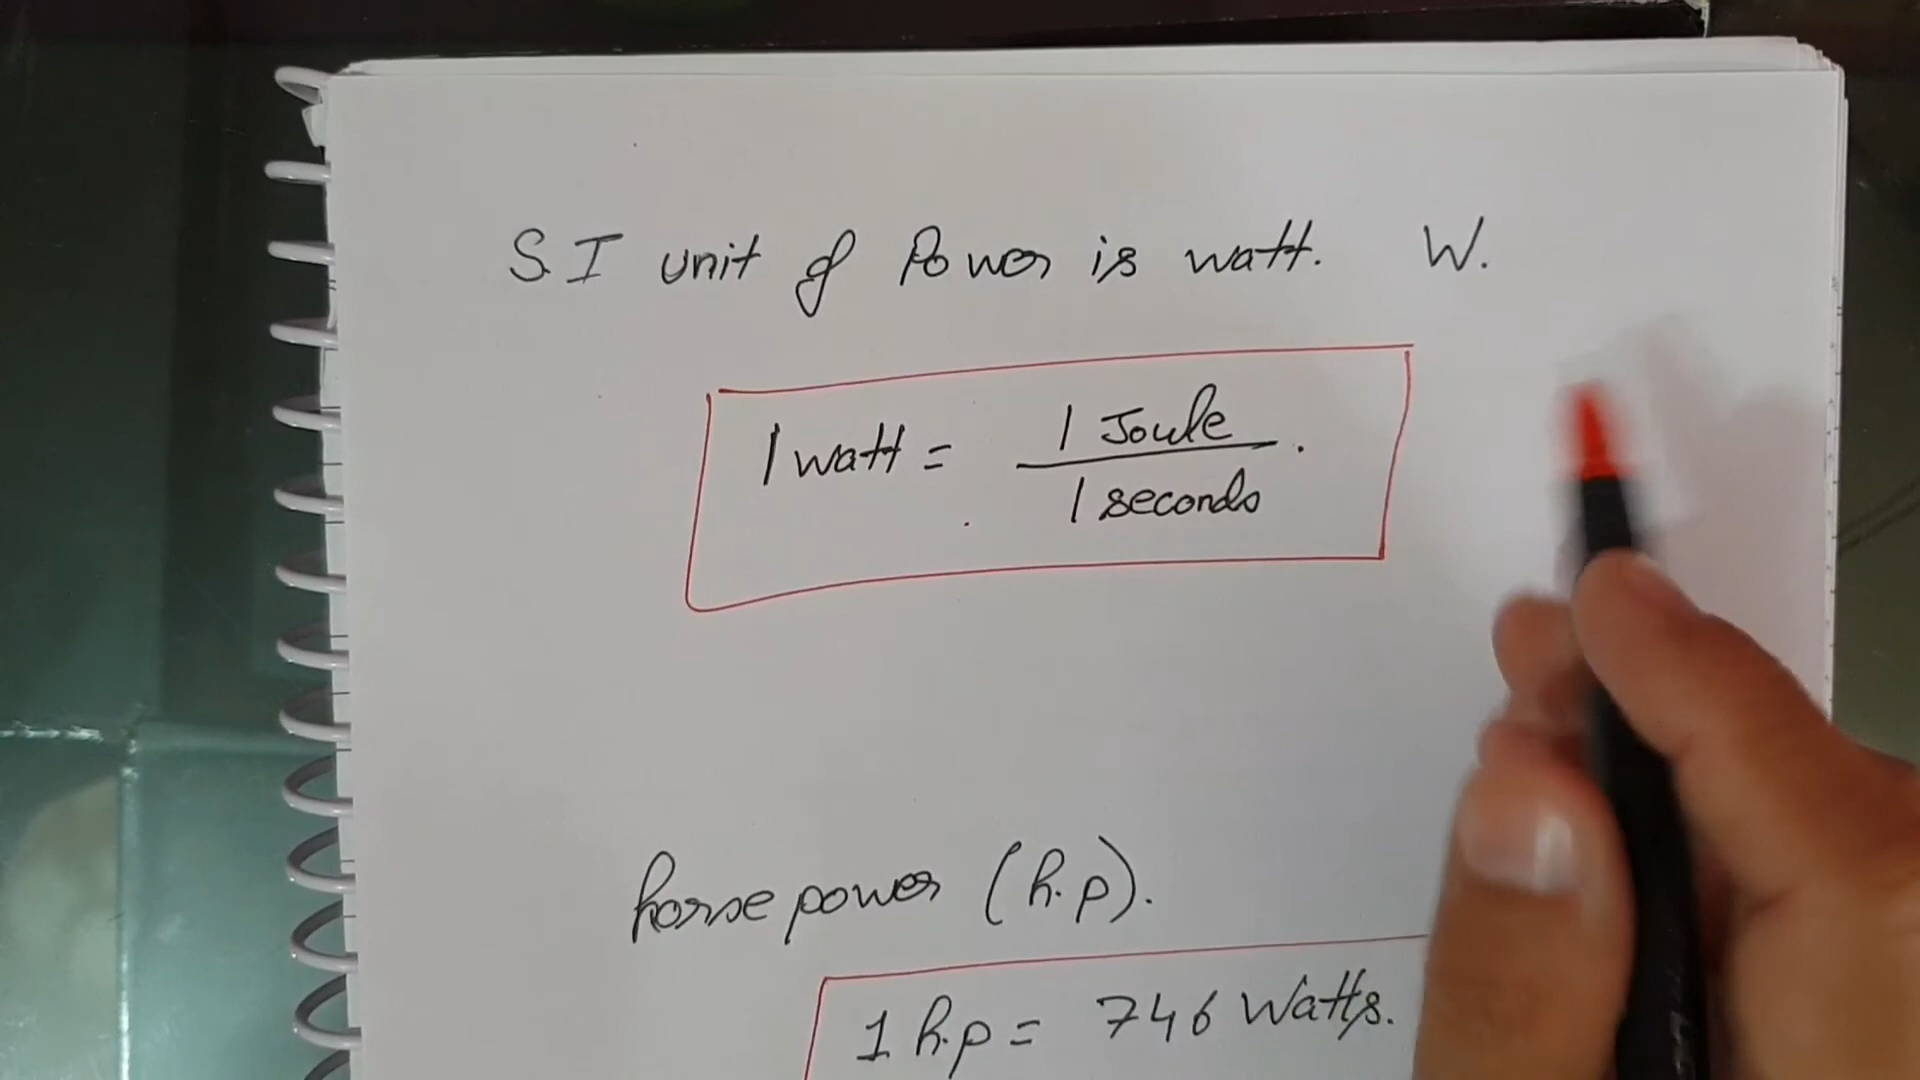 S.I unit of Power is watt. W.
1 watt = 1 Joule / 1 seconds.
horse power (h.p).
1 h.p = 746 Watts.